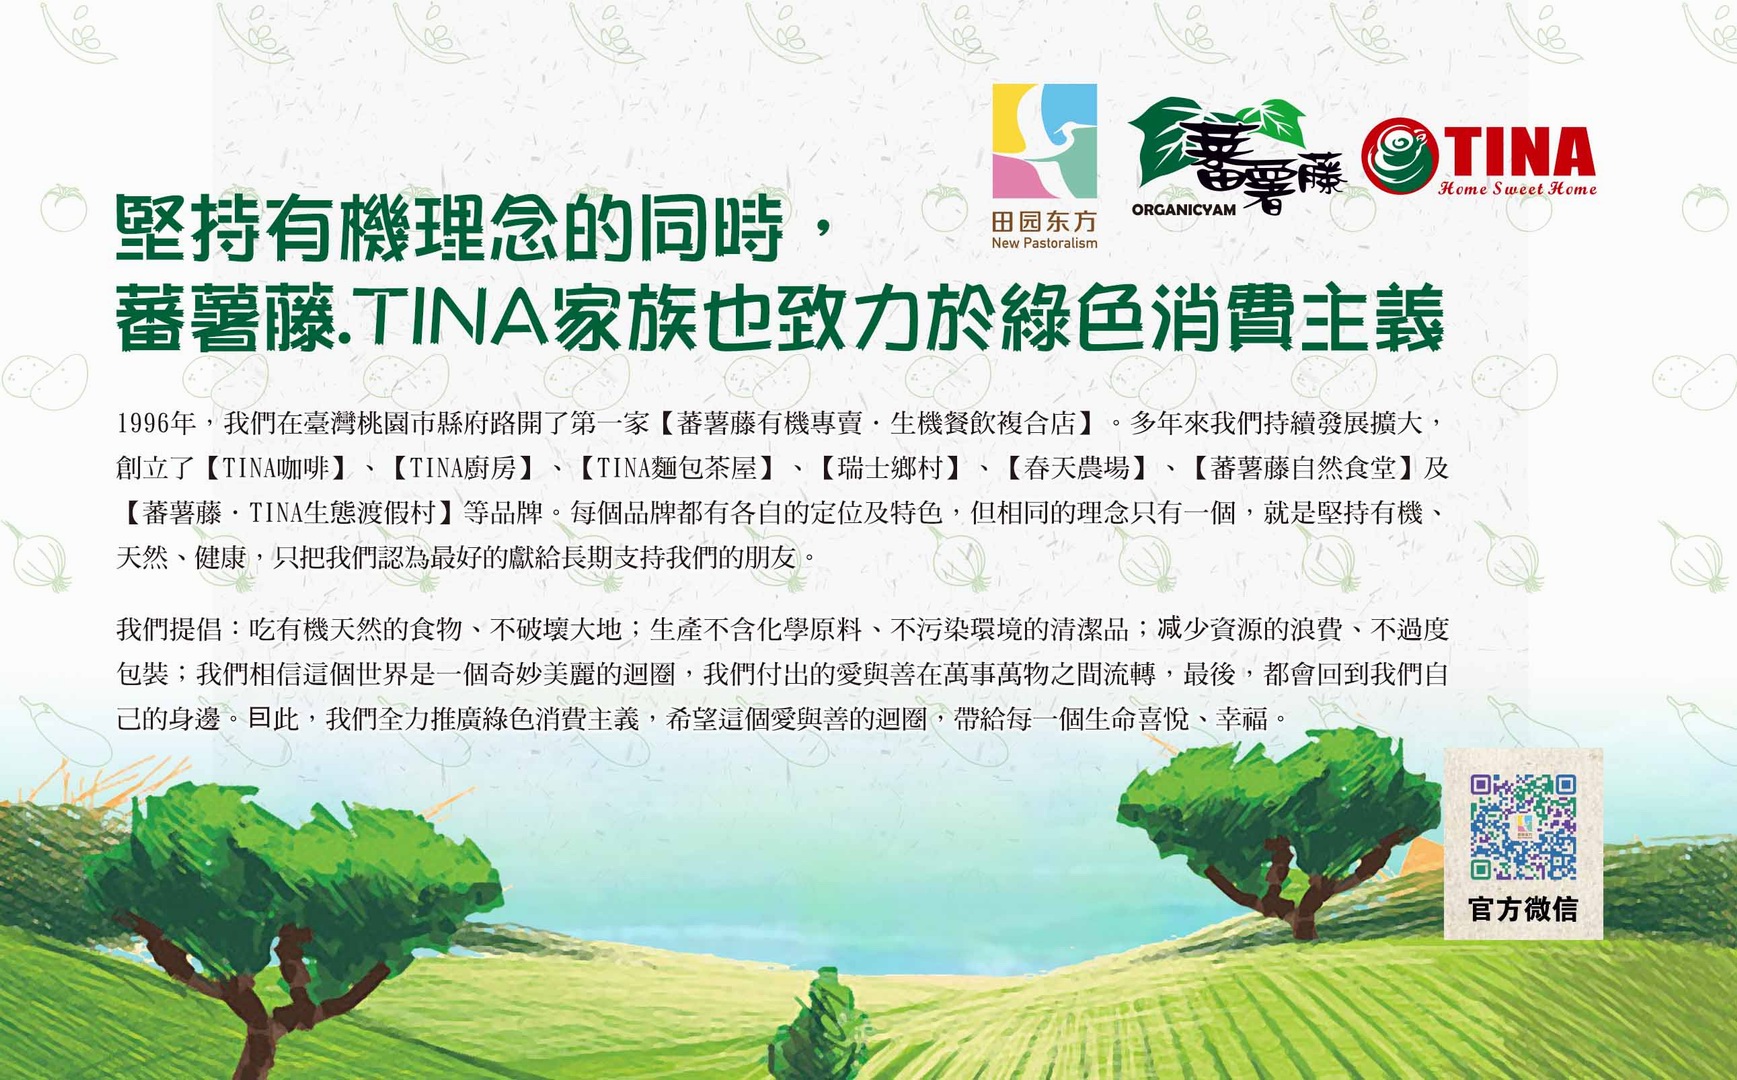 田园东方
New Pastoralism
蕃薯藤
ORGANICYAM
TINA
Home Sweet Home
堅持有機理念的同時，
蕃薯藤.TINA家族也致力於綠色消費主義
1996年，我們在臺灣桃園市縣府路開了第一家【蕃薯藤有機專賣·生機餐飲複合店】。多年來我們持續發展擴大，
創立了【TINA咖啡】、【TINA廚房】、【TINA麵包茶屋】、【瑞士鄉村】、【春天農場】、【蕃薯藤自然食堂】及
【蕃薯藤·TINA生態渡假村】等品牌。每個品牌都有各自的定位及特色，但相同的理念只有一個，就是堅持有機、
天然、健康，只把我們認為最好的獻給長期支持我們的朋友。
我們提倡：吃有機天然的食物、不破壞大地；生產不含化學原料、不污染環境的清潔品；减少資源的浪費、不過度
包裝；我們相信這個世界是一個奇妙美麗的迴圈，我們付出的愛與善在萬事萬物之間流轉，最後，都會回到我們自
己的身邊。囙此，我們全力推廣綠色消費主義，希望這個愛與善的迴圈，帶給每一個生命喜悅、幸福。
官方微信